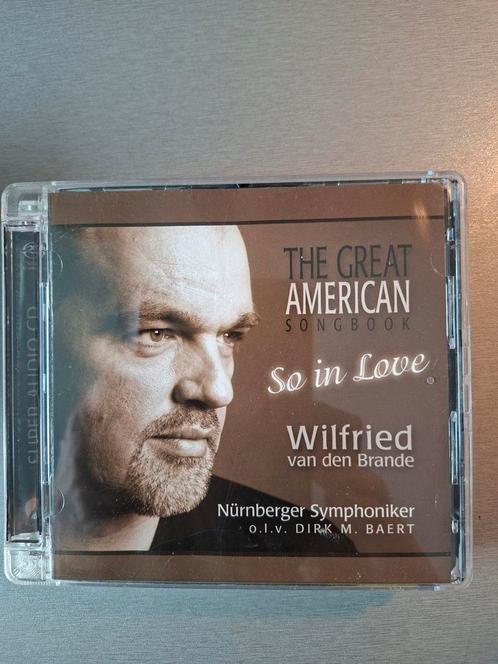 THE GREAT
AMERICAN
SONGBOOK
So in Love
Wilfried
van den Brande
Nürnberger Symphoniker
o.l.v. DIRK M. BAERT
SUPER AUDIO CD